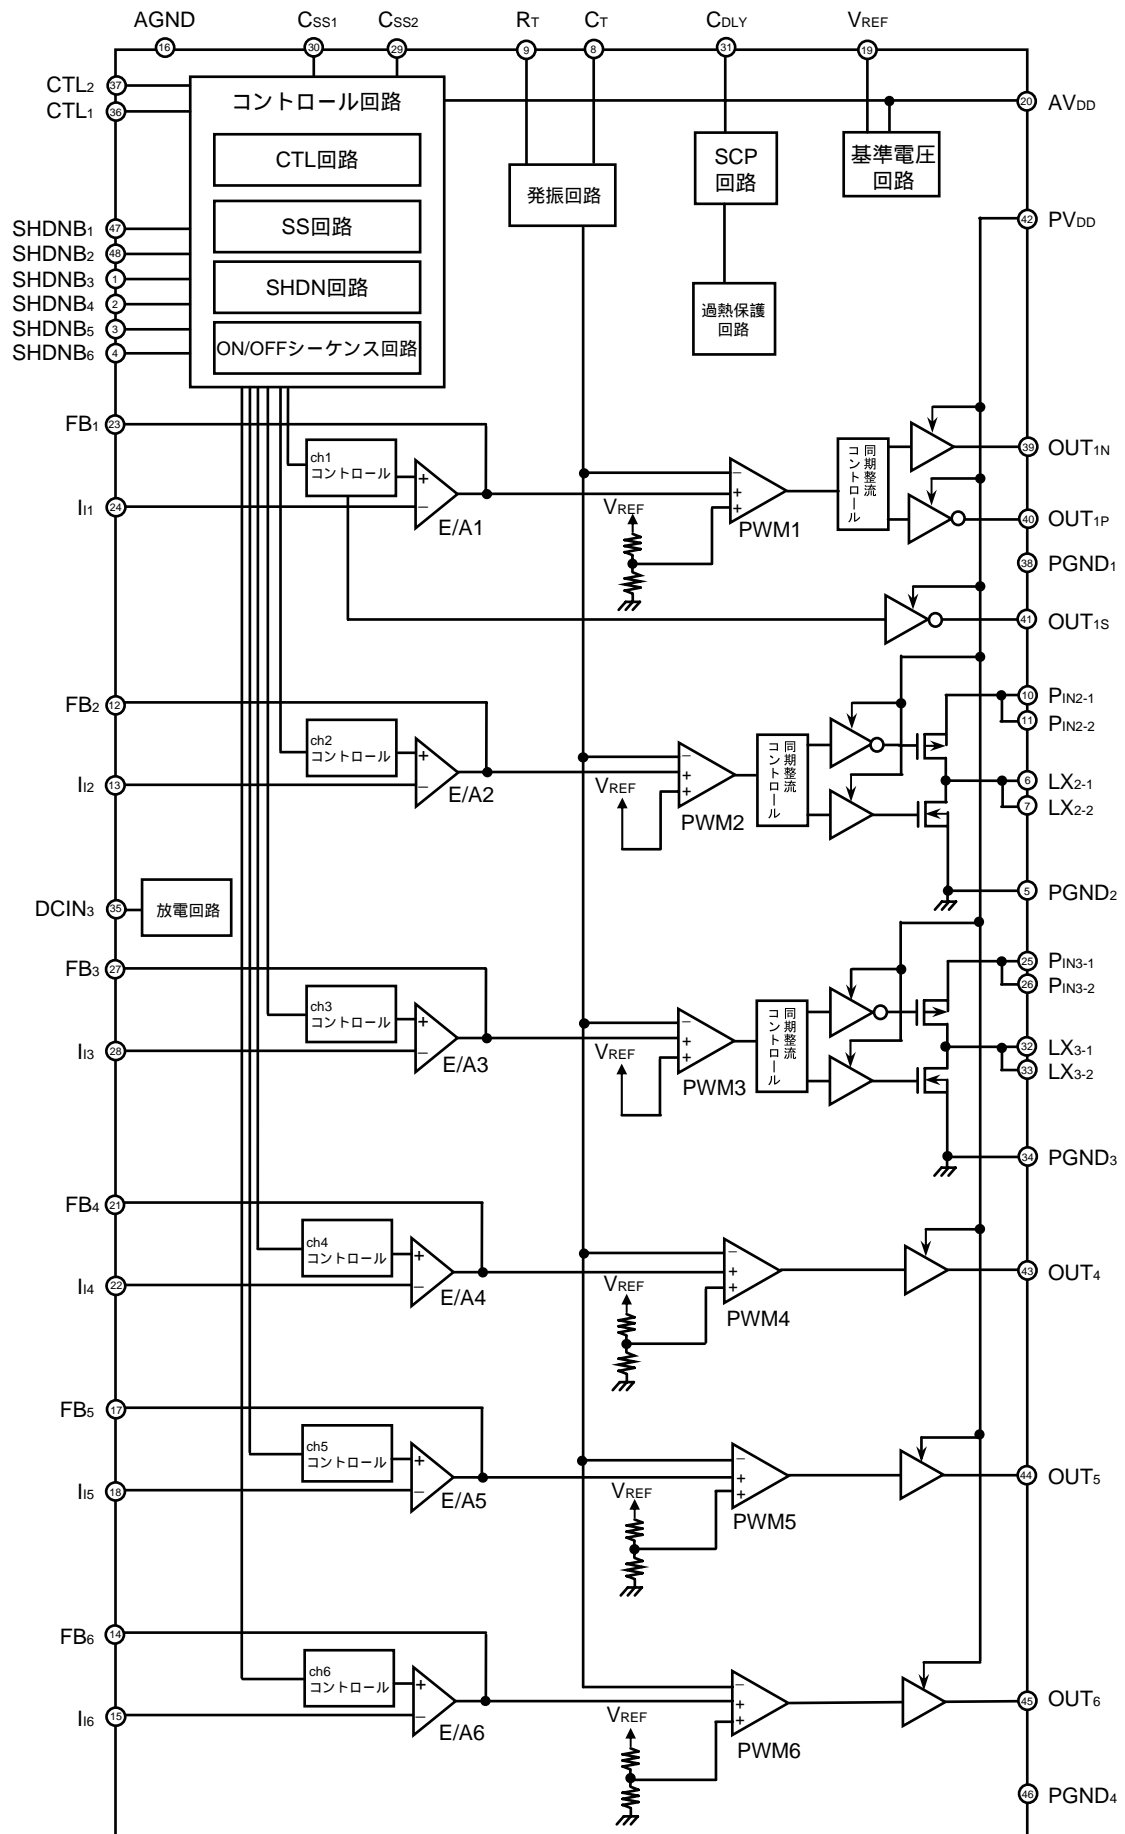 AGND CSS1 CSS2 RT CT CDLY VREF
16 30 29 9 8 31 19
CTL2 37
CTL1 36
コントロール回路
CTL回路
SS回路
SHDN回路
ON/OFFシーケンス回路
発振回路
SCP
回路
過熱保護
回路
基準電圧
回路
20 AVDD
42 PVDD
SHDNB1 47
SHDNB2 48
SHDNB3 1
SHDNB4 2
SHDNB5 3
SHDNB6 4
FB1 23
II1 24
ch1
コントロール
+
−
E/A1
VREF
−
+
+
PWM1
同期整流
コントロール
39 OUT1N
40 OUT1P
38 PGND1
41 OUT1S
FB2 12
II2 13
ch2
コントロール
+
−
E/A2
VREF
−
+
+
PWM2
同期整流
コントロール
10 PIN2-1
11 PIN2-2
6 LX2-1
7 LX2-2
5 PGND2
DCIN3 35
放電回路
FB3 27
II3 28
ch3
コントロール
+
−
E/A3
VREF
−
+
+
PWM3
同期整流
コントロール
25 PIN3-1
26 PIN3-2
32 LX3-1
33 LX3-2
34 PGND3
FB4 21
II4 22
ch4
コントロール
+
−
E/A4
VREF
−
+
+
PWM4
43 OUT4
FB5 17
II5 18
ch5
コントロール
+
−
E/A5
VREF
−
+
+
PWM5
44 OUT5
FB6 14
II6 15
ch6
コントロール
+
−
E/A6
VREF
−
+
+
PWM6
45 OUT6
46 PGND4